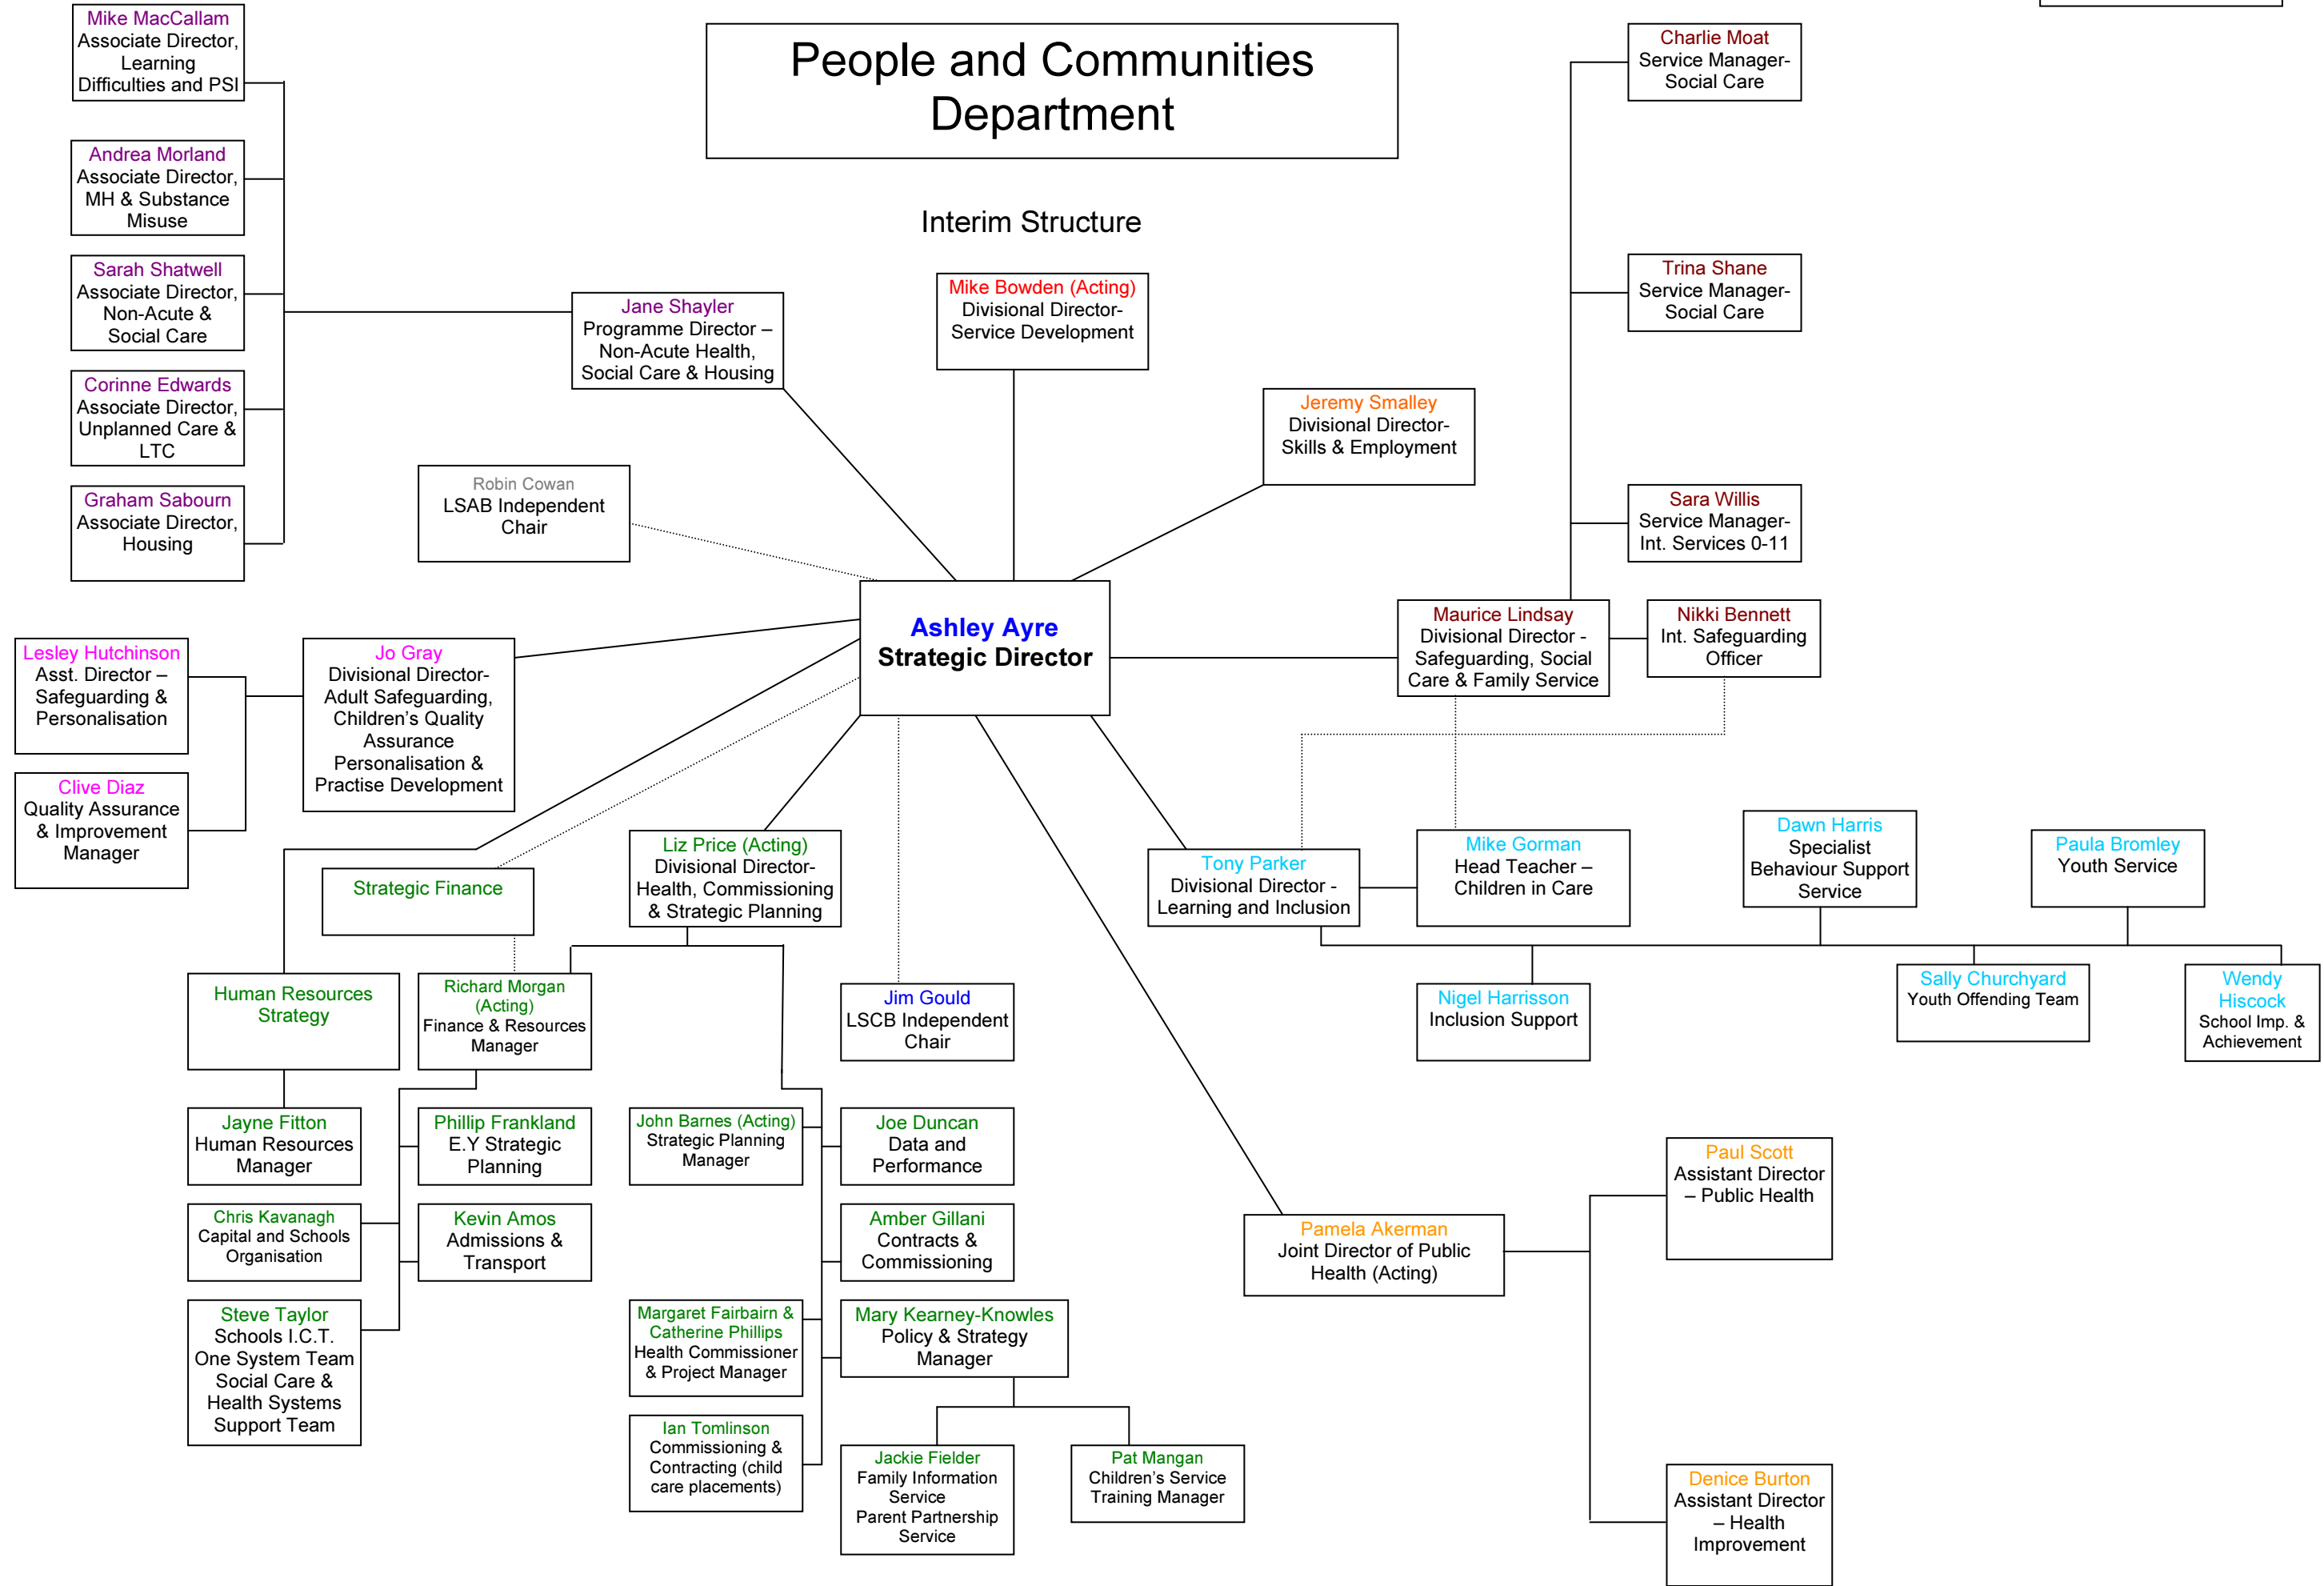 People and Communities
Department
Interim Structure
Mike MacCallam
Associate Director,
Learning
Difficulties and PSI
Andrea Morland
Associate Director,
MH & Substance
Misuse
Sarah Shatwell
Associate Director,
Non-Acute &
Social Care
Corinne Edwards
Associate Director,
Unplanned Care &
LTC
Graham Sabourn
Associate Director,
Housing
Jane Shayler
Programme Director –
Non-Acute Health,
Social Care & Housing
Mike Bowden (Acting)
Divisional Director-
Service Development
Jeremy Smalley
Divisional Director-
Skills & Employment
Charlie Moat
Service Manager-
Social Care
Trina Shane
Service Manager-
Social Care
Sara Willis
Service Manager-
Int. Services 0-11
Robin Cowan
LSAB Independent
Chair
Ashley Ayre
Strategic Director
Maurice Lindsay
Divisional Director -
Safeguarding, Social
Care & Family Service
Nikki Bennett
Int. Safeguarding
Officer
Lesley Hutchinson
Asst. Director –
Safeguarding &
Personalisation
Clive Diaz
Quality Assurance
& Improvement
Manager
Jo Gray
Divisional Director-
Adult Safeguarding,
Children’s Quality
Assurance
Personalisation &
Practise Development
Strategic Finance
Liz Price (Acting)
Divisional Director-
Health, Commissioning
& Strategic Planning
Tony Parker
Divisional Director -
Learning and Inclusion
Mike Gorman
Head Teacher –
Children in Care
Dawn Harris
Specialist
Behaviour Support
Service
Paula Bromley
Youth Service
Human Resources
Strategy
Richard Morgan
(Acting)
Finance & Resources
Manager
Jim Gould
LSCB Independent
Chair
Nigel Harrisson
Inclusion Support
Sally Churchyard
Youth Offending Team
Wendy
Hiscock
School Imp. &
Achievement
Jayne Fitton
Human Resources
Manager
Phillip Frankland
E.Y Strategic
Planning
John Barnes (Acting)
Strategic Planning
Manager
Joe Duncan
Data and
Performance
Chris Kavanagh
Capital and Schools
Organisation
Kevin Amos
Admissions &
Transport
Amber Gillani
Contracts &
Commissioning
Steve Taylor
Schools I.C.T.
One System Team
Social Care &
Health Systems
Support Team
Margaret Fairbairn &
Catherine Phillips
Health Commissioner
& Project Manager
Mary Kearney-Knowles
Policy & Strategy
Manager
Ian Tomlinson
Commissioning &
Contracting (child
care placements)
Jackie Fielder
Family Information
Service
Parent Partnership
Service
Pat Mangan
Children’s Service
Training Manager
Pamela Akerman
Joint Director of Public
Health (Acting)
Paul Scott
Assistant Director
– Public Health
Denice Burton
Assistant Director
– Health
Improvement